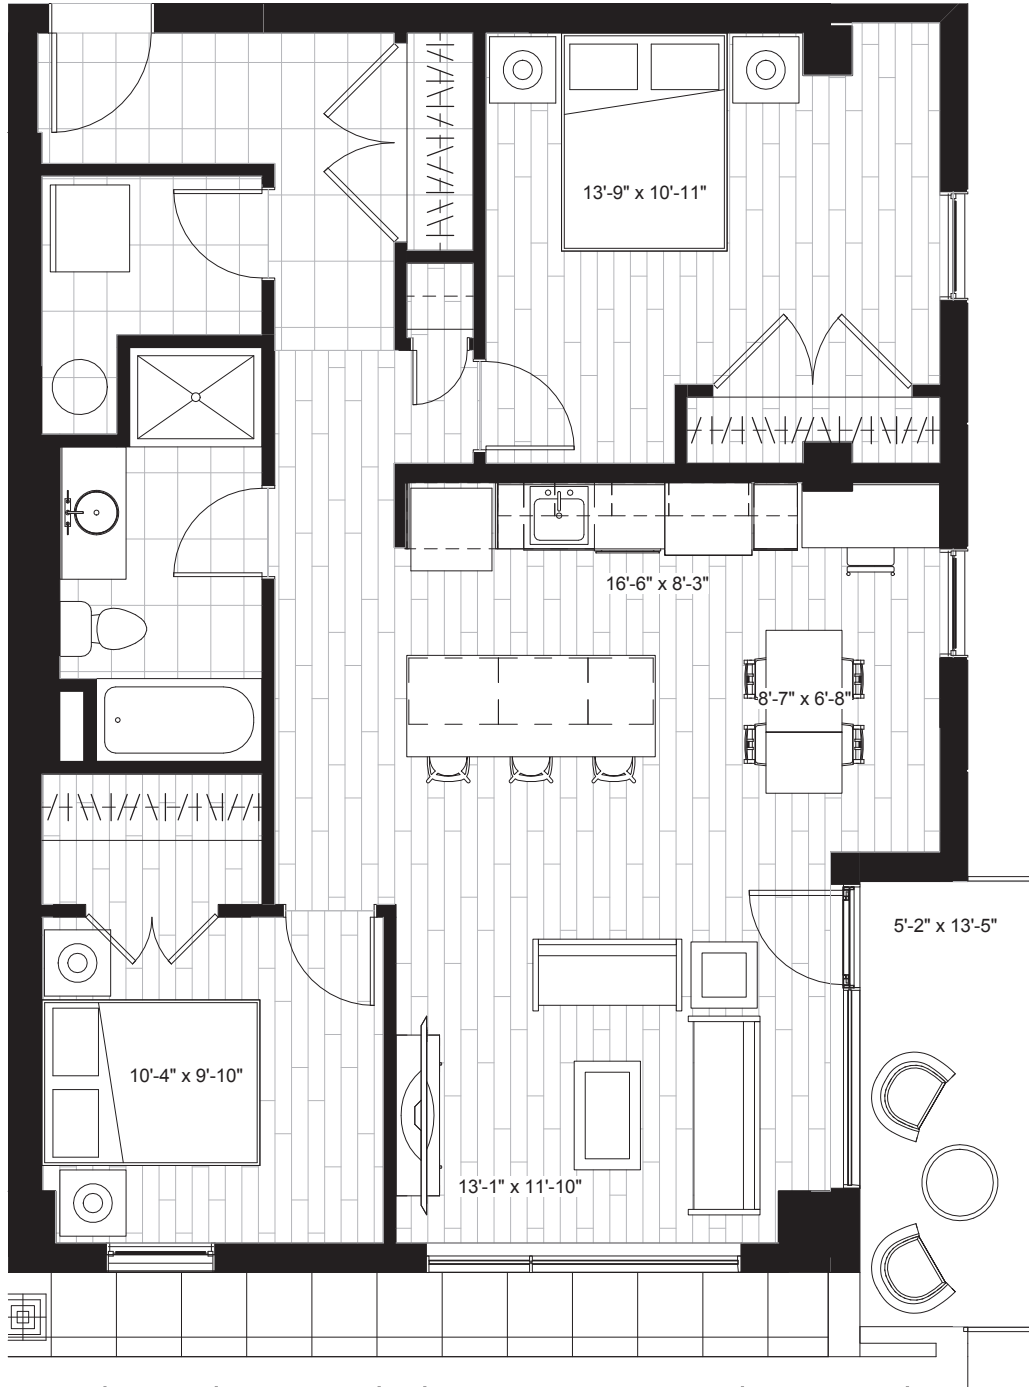 13'-9" x 10'-11"
16'-6" x 8'-3"
8'-7" x 6'-8"
5'-2" x 13'-5"
10'-4" x 9'-10"
13'-1" x 11'-10"